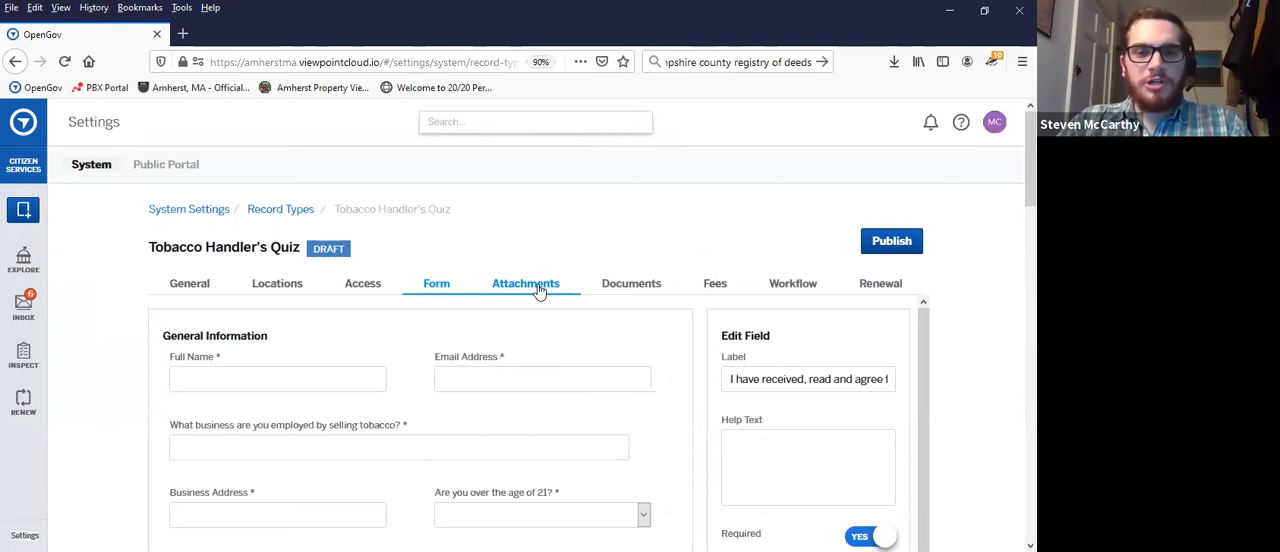 File Edit View History Bookmarks Tools Help
OpenGov
https://amherstma.viewpointcloud.io/#/settings/system/record-ty
90%
pshire county registry of deeds
10
OpenGov PBX Portal Amherst, MA - Official... Amherst Property Vie... Welcome to 20/20 Per...
Settings
Search...
MC
Steven McCarthy
CITIZEN
SERVICES
System Public Portal
System Settings / Record Types / Tobacco Handler's Quiz
Tobacco Handler's Quiz DRAFT
Publish
EXPLORE
General Locations Access Form Attachments Documents Fees Workflow Renewal
6
INBOX
General Information
Edit Field
Full Name * Email Address *
Label
INSPECT
I have received, read and agree t
RENEW
Help Text
What business are you employed by selling tobacco? *
Business Address * Are you over the age of 21? *
Required
YES
Settings